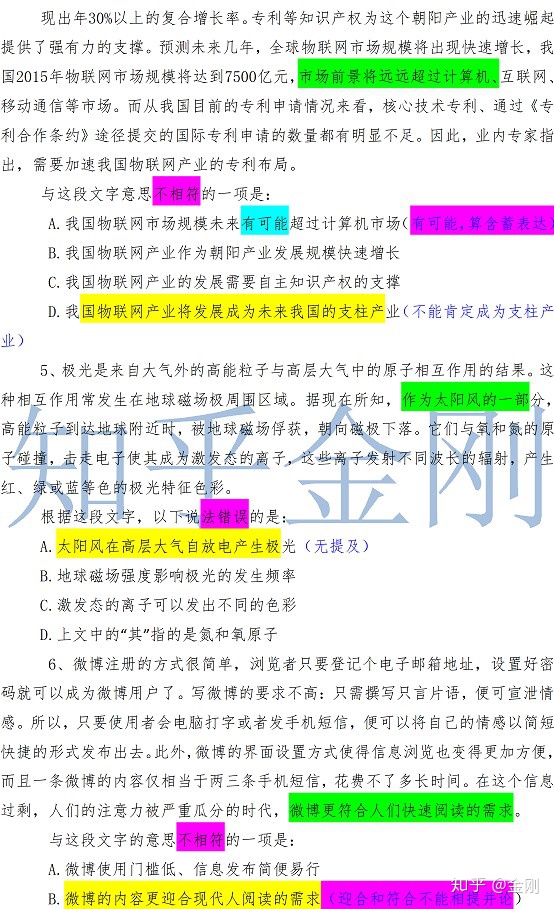 现出年30%以上的复合增长率。专利等知识产权为这个朝阳产业的迅速崛起
提供了强有力的支撑。预测未来几年，全球物联网市场规模将出现快速增长，我
国2015年物联网市场规模将达到7500亿元，市场前景将远远超过计算机、互联网、
移动通信等市场。而从我国目前的专利申请情况来看，核心技术专利、通过《专
利合作条约》途径提交的国际专利申请的数量都有明显不足。因此，业内专家指
出，需要加速我国物联网产业的专利布局。
与这段文字意思不相符的一项是：
A.我国物联网市场规模未来有可能超过计算机市场（有可能,算含蓄表达）
B.我国物联网产业作为朝阳产业发展规模快速增长
C.我国物联网产业的发展需要自主知识产权的支撑
D.我国物联网产业将发展成为未来我国的支柱产业（不能肯定成为支柱产
业）
5、极光是来自大气外的高能粒子与高层大气中的原子相互作用的结果。这
种相互作用常发生在地球磁场极周围区域。据现在所知，作为太阳风的一部分，
高能粒子到达地球附近时，被地球磁场俘获，朝向磁极下落。它们与氧和氮的原
子碰撞，击走电子使其成为激发态的离子，这些离子发射不同波长的辐射，产生
红、绿或蓝等色的极光特征色彩。
根据这段文字，以下说法错误的是：
A.太阳风在高层大气自放电产生极光（无提及）
B.地球磁场强度影响极光的发生频率
C.激发态的离子可以发出不同的色彩
D.上文中的“其”指的是氮和氧原子
6、微博注册的方式很简单，浏览者只要登记个电子邮箱地址，设置好密
码就可以成为微博用户了。写微博的要求不高：只需撰写只言片语，便可宣泄情
感。所以，只要使用者会电脑打字或者发手机短信，便可以将自己的情感以简短
快捷的形式发布出去。此外，微博的界面设置方式使得信息浏览也变得更加方便，
而且一条微博的内容仅相当于两三条手机短信，花费不了多长时间。在这个信息
过剩，人们的注意力被严重瓜分的时代，微博更符合人们快速阅读的需求。
与这段文字的意思不相符的一项是：
A.微博使用门槛低、信息发布简便易行
B.微博的内容更迎合现代人阅读的需求（迎合和符合不能相提并论）
知乎金刚
知乎 @金刚